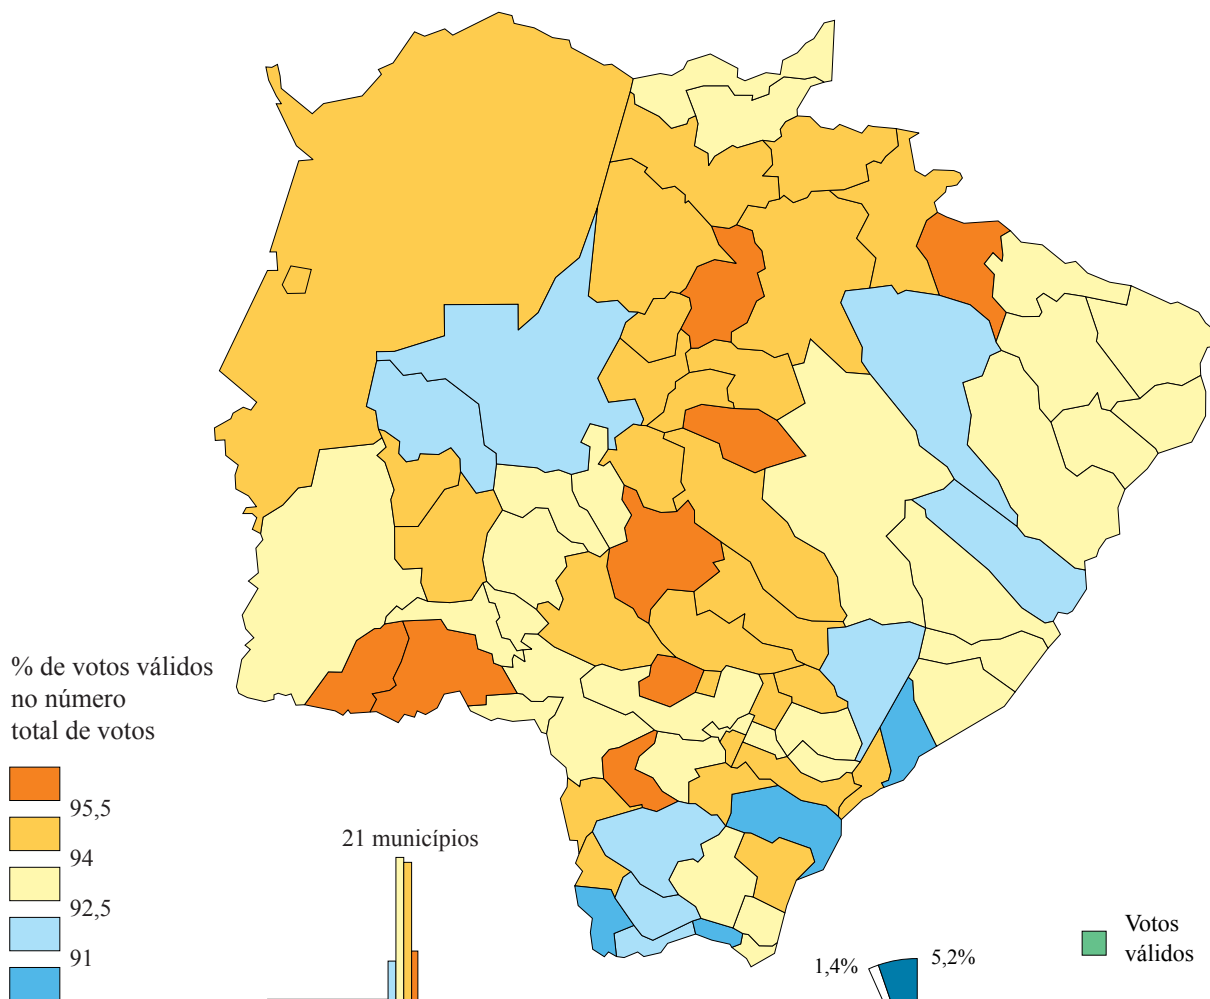 % de votos válidos
no número
total de votos
95,5
94
92,5
91
21 municípios
1,4%
5,2%
Votos
válidos